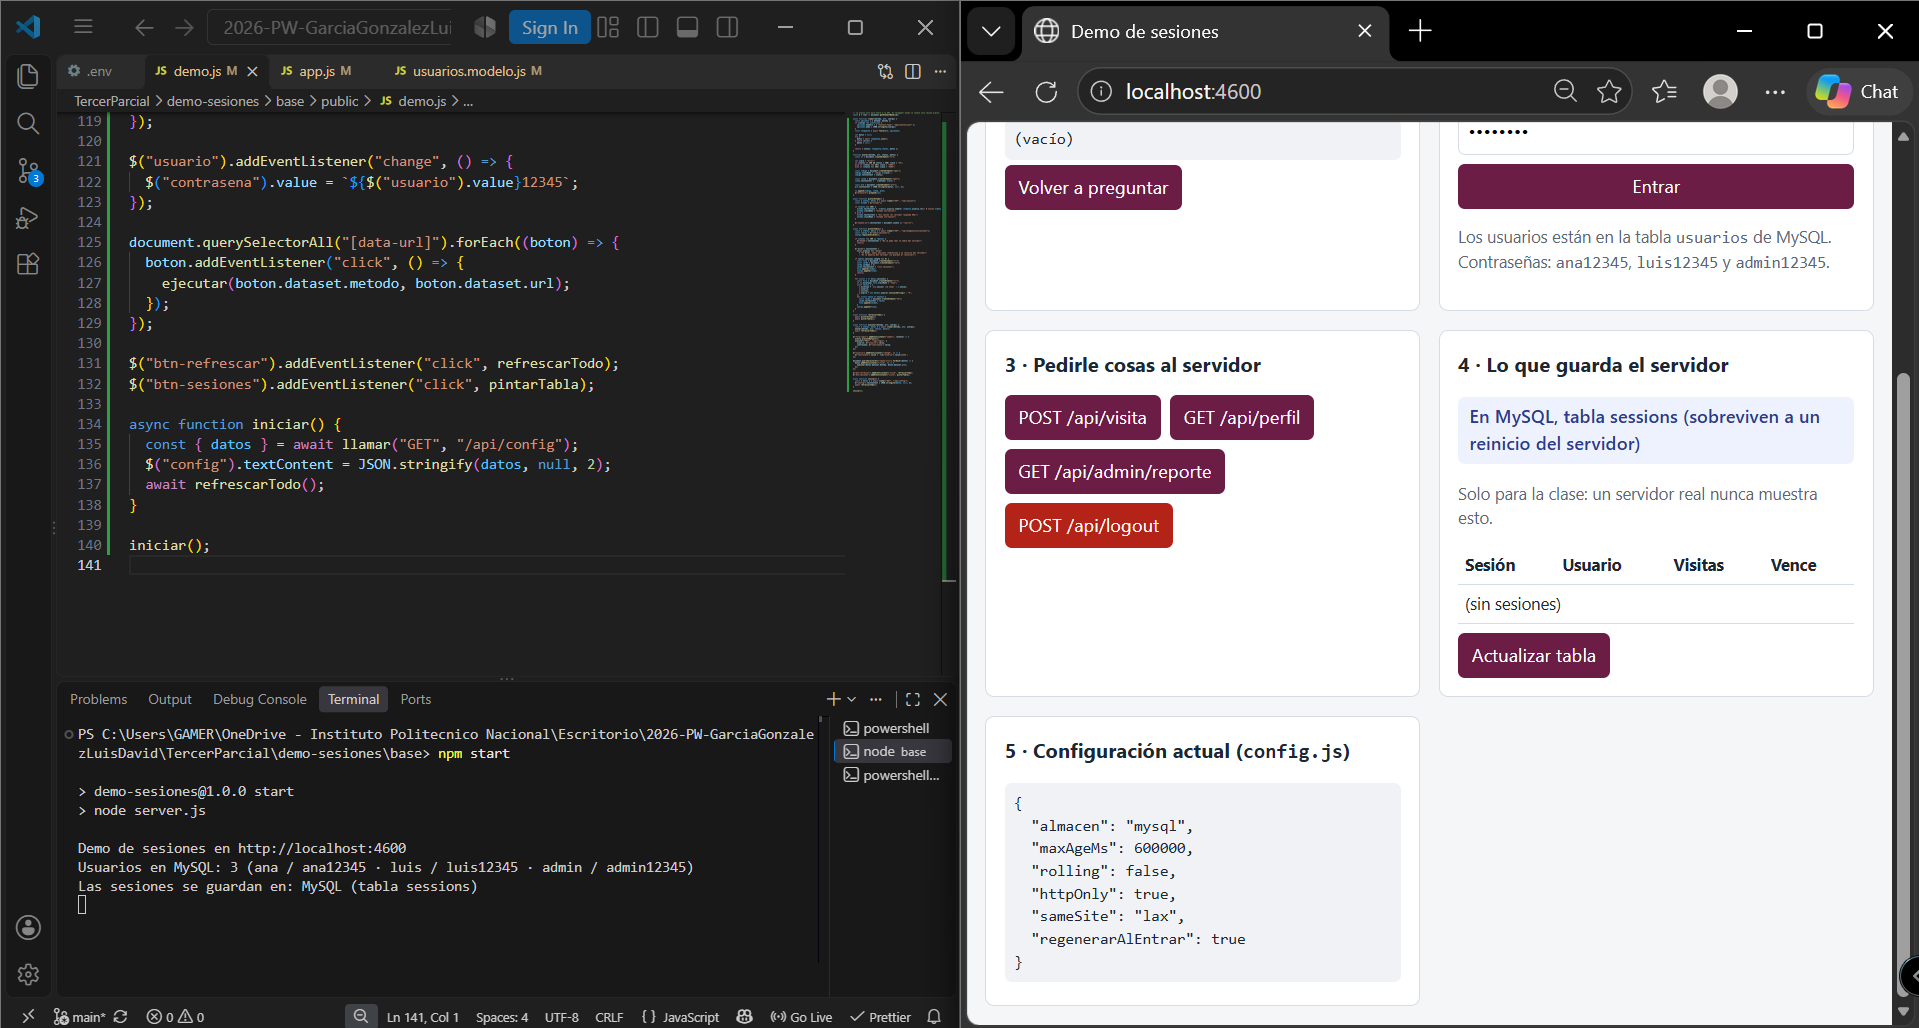 2026-PW-GarciaGonzalezLui
Sign In
.env
JS demo.js M
JS app.js M
JS usuarios.modelo.js M
TercerParcial > demo-sesiones > base > public > JS demo.js > ...
119 });
120
121 $("usuario").addEventListener("change", () => {
122 $("contrasena").value = `${$("usuario").value}12345`;
123 });
124
125 document.querySelectorAll("[data-url]").forEach((boton) => {
126 boton.addEventListener("click", () => {
127 ejecutar(boton.dataset.metodo, boton.dataset.url);
128 });
129 });
130
131 $("btn-refrescar").addEventListener("click", refrescarTodo);
132 $("btn-sesiones").addEventListener("click", pintarTabla);
133
134 async function iniciar() {
135 const { datos } = await llamar("GET", "/api/config");
136 $("config").textContent = JSON.stringify(datos, null, 2);
137 await refrescarTodo();
138 }
139
140 iniciar();
141
3
Problems Output Debug Console Terminal Ports
PS C:\Users\GAMER\OneDrive - Instituto Politecnico Nacional\Escritorio\2026-PW-GarciaGonzale
zLuisDavid\TercerParcial\demo-sesiones\base> npm start
> demo-sesiones@1.0.0 start
> node server.js
Demo de sesiones en http://localhost:4600
Usuarios en MySQL: 3 (ana / ana12345 · luis / luis12345 · admin / admin12345)
Las sesiones se guardan en: MySQL (tabla sessions)
powershell
node base
powershell...
main* 0 0 Ln 141, Col 1 Spaces: 4 UTF-8 CRLF { } JavaScript Go Live Prettier
Demo de sesiones
localhost:4600
Chat
(vacío)
Volver a preguntar
••••••••
Entrar
Los usuarios están en la tabla usuarios de MySQL.
Contraseñas: ana12345, luis12345 y admin12345.
3 · Pedirle cosas al servidor
POST /api/visita
GET /api/perfil
GET /api/admin/reporte
POST /api/logout
4 · Lo que guarda el servidor
En MySQL, tabla sessions (sobreviven a un
reinicio del servidor)
Solo para la clase: un servidor real nunca muestra
esto.
Sesión Usuario Visitas Vence
(sin sesiones)
Actualizar tabla
5 · Configuración actual (config.js)
{
"almacen": "mysql",
"maxAgeMs": 600000,
"rolling": false,
"httpOnly": true,
"sameSite": "lax",
"regenerarAlEntrar": true
}